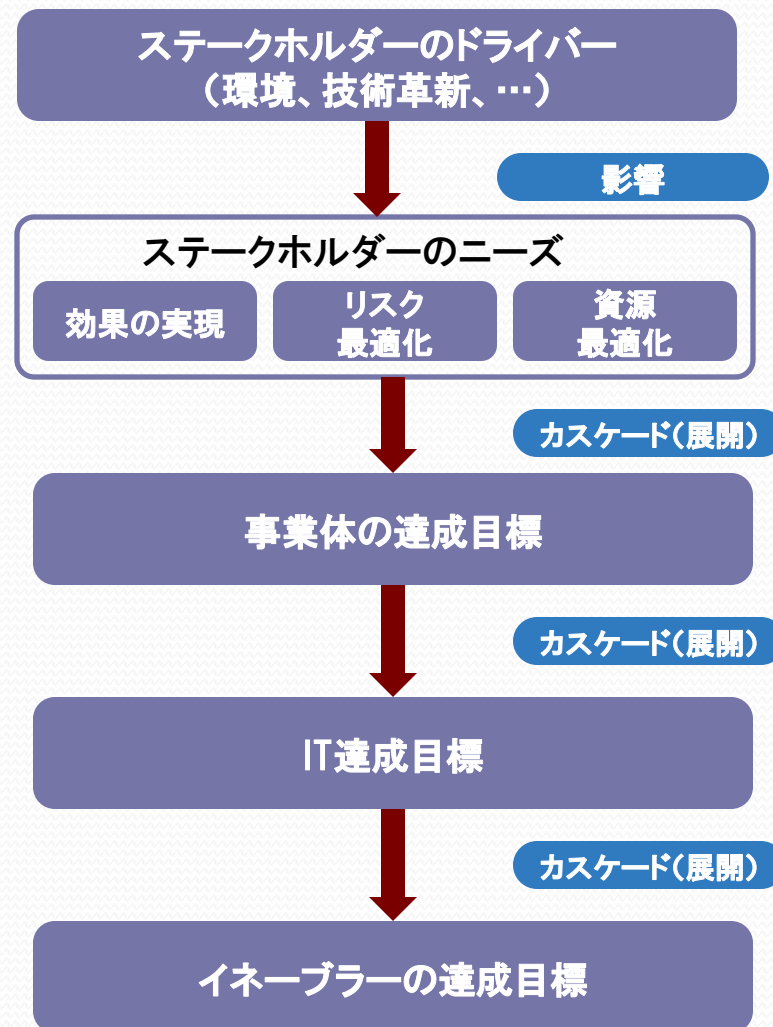 ステークホルダーのドライバー
（環境、技術革新、…）
影響
ステークホルダーのニーズ
効果の実現
リスク
最適化
資源
最適化
カスケード（展開）
事業体の達成目標
カスケード（展開）
IT達成目標
カスケード（展開）
イネーブラーの達成目標